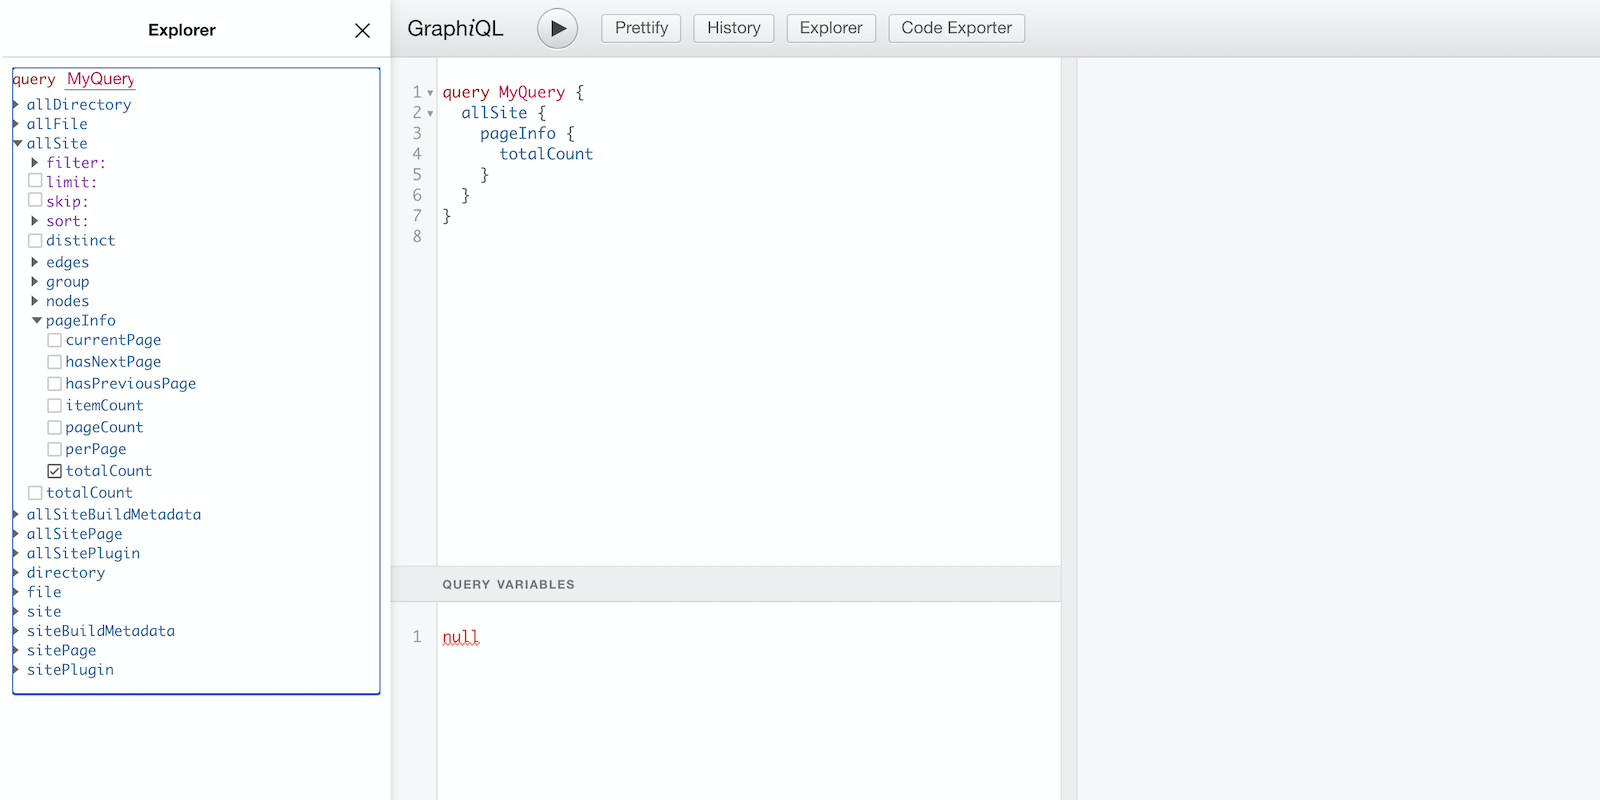 Explorer
query MyQuery
allDirectory
allFile
allSite
filter:
limit:
skip:
sort:
distinct
edges
group
nodes
pageInfo
currentPage
hasNextPage
hasPreviousPage
itemCount
pageCount
perPage
totalCount
totalCount
allSiteBuildMetadata
allSitePage
allSitePlugin
directory
file
site
siteBuildMetadata
sitePage
sitePlugin
GraphiQL Prettify History Explorer Code Exporter
1 query MyQuery {
2 allSite {
3 pageInfo {
4 totalCount
5 }
6 }
7 }
8
QUERY VARIABLES
1 null